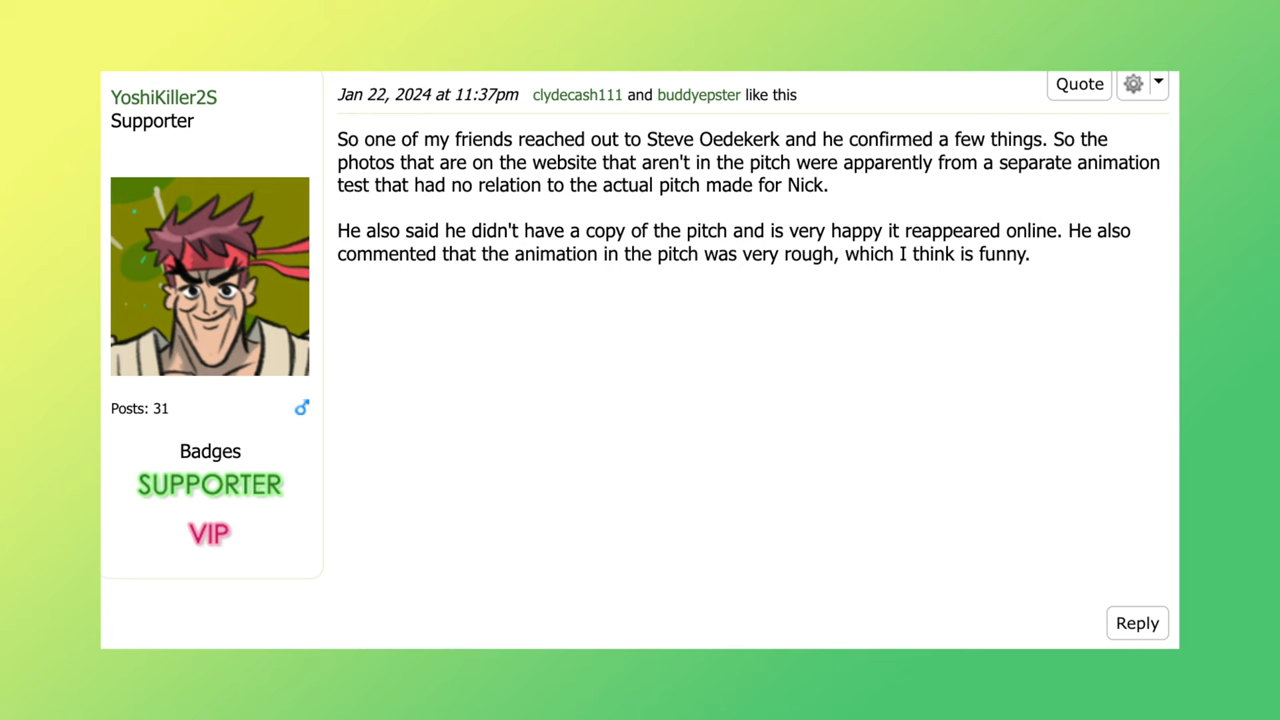 YoshiKiller2S
Supporter
Posts: 31
Badges
SUPPORTER
VIP
Jan 22, 2024 at 11:37pm clydecash111 and buddyepster like this
Quote
So one of my friends reached out to Steve Oedekerk and he confirmed a few things. So the
photos that are on the website that aren't in the pitch were apparently from a separate animation
test that had no relation to the actual pitch made for Nick.
He also said he didn't have a copy of the pitch and is very happy it reappeared online. He also
commented that the animation in the pitch was very rough, which I think is funny.
Reply